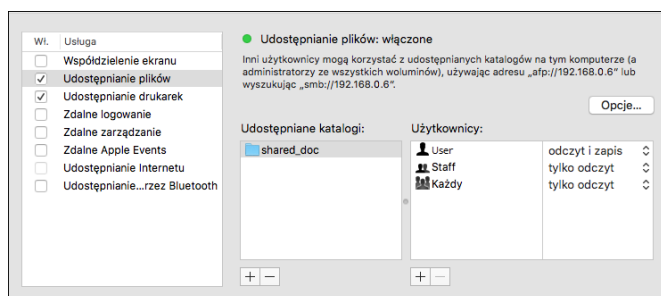 Wł. Usługa
Współdzielenie ekranu
Udostępnianie plików
Udostępnianie drukarek
Zdalne logowanie
Zdalne zarządzanie
Zdalne Apple Events
Udostępnianie Internetu
Udostępnianie...rzez Bluetooth
Udostępnianie plików: włączone
Inni użytkownicy mogą korzystać z udostępnianych katalogów na tym komputerze (a
administratorzy ze wszystkich woluminów), używając adresu „afp://192.168.0.6” lub
wyszukując „smb://192.168.0.6”.
Opcje...
Udostępniane katalogi:
shared_doc
Użytkownicy:
User odczyt i zapis
Staff tylko odczyt
Każdy tylko odczyt